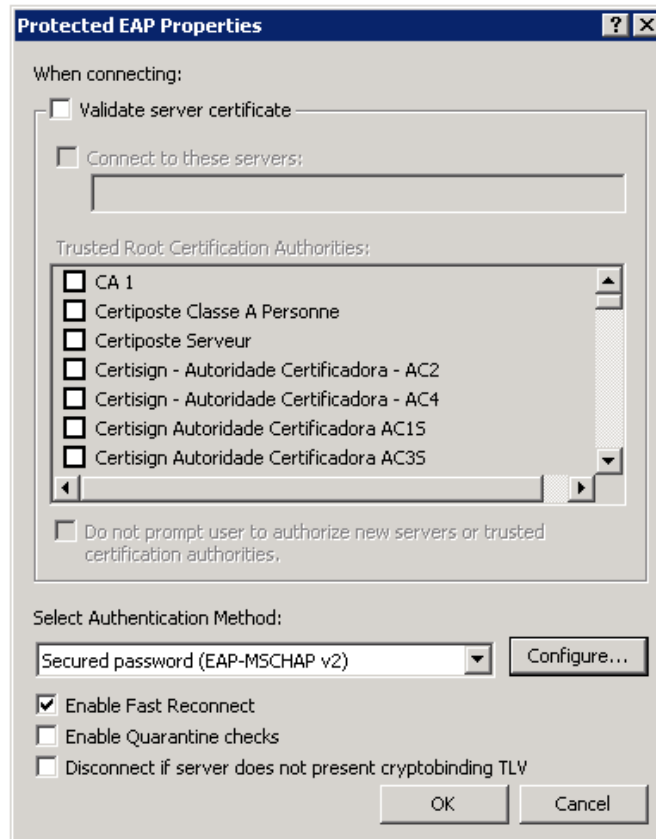 Protected EAP Properties
When connecting:
Validate server certificate
Connect to these servers:
Trusted Root Certification Authorities:
CA 1
Certiposte Classe A Personne
Certiposte Serveur
Certisign - Autoridade Certificadora - AC2
Certisign - Autoridade Certificadora - AC4
Certisign Autoridade Certificadora AC1S
Certisign Autoridade Certificadora AC3S
Do not prompt user to authorize new servers or trusted
certification authorities.
Select Authentication Method:
Secured password (EAP-MSCHAP v2)
Configure...
Enable Fast Reconnect
Enable Quarantine checks
Disconnect if server does not present cryptobinding TLV
OK
Cancel